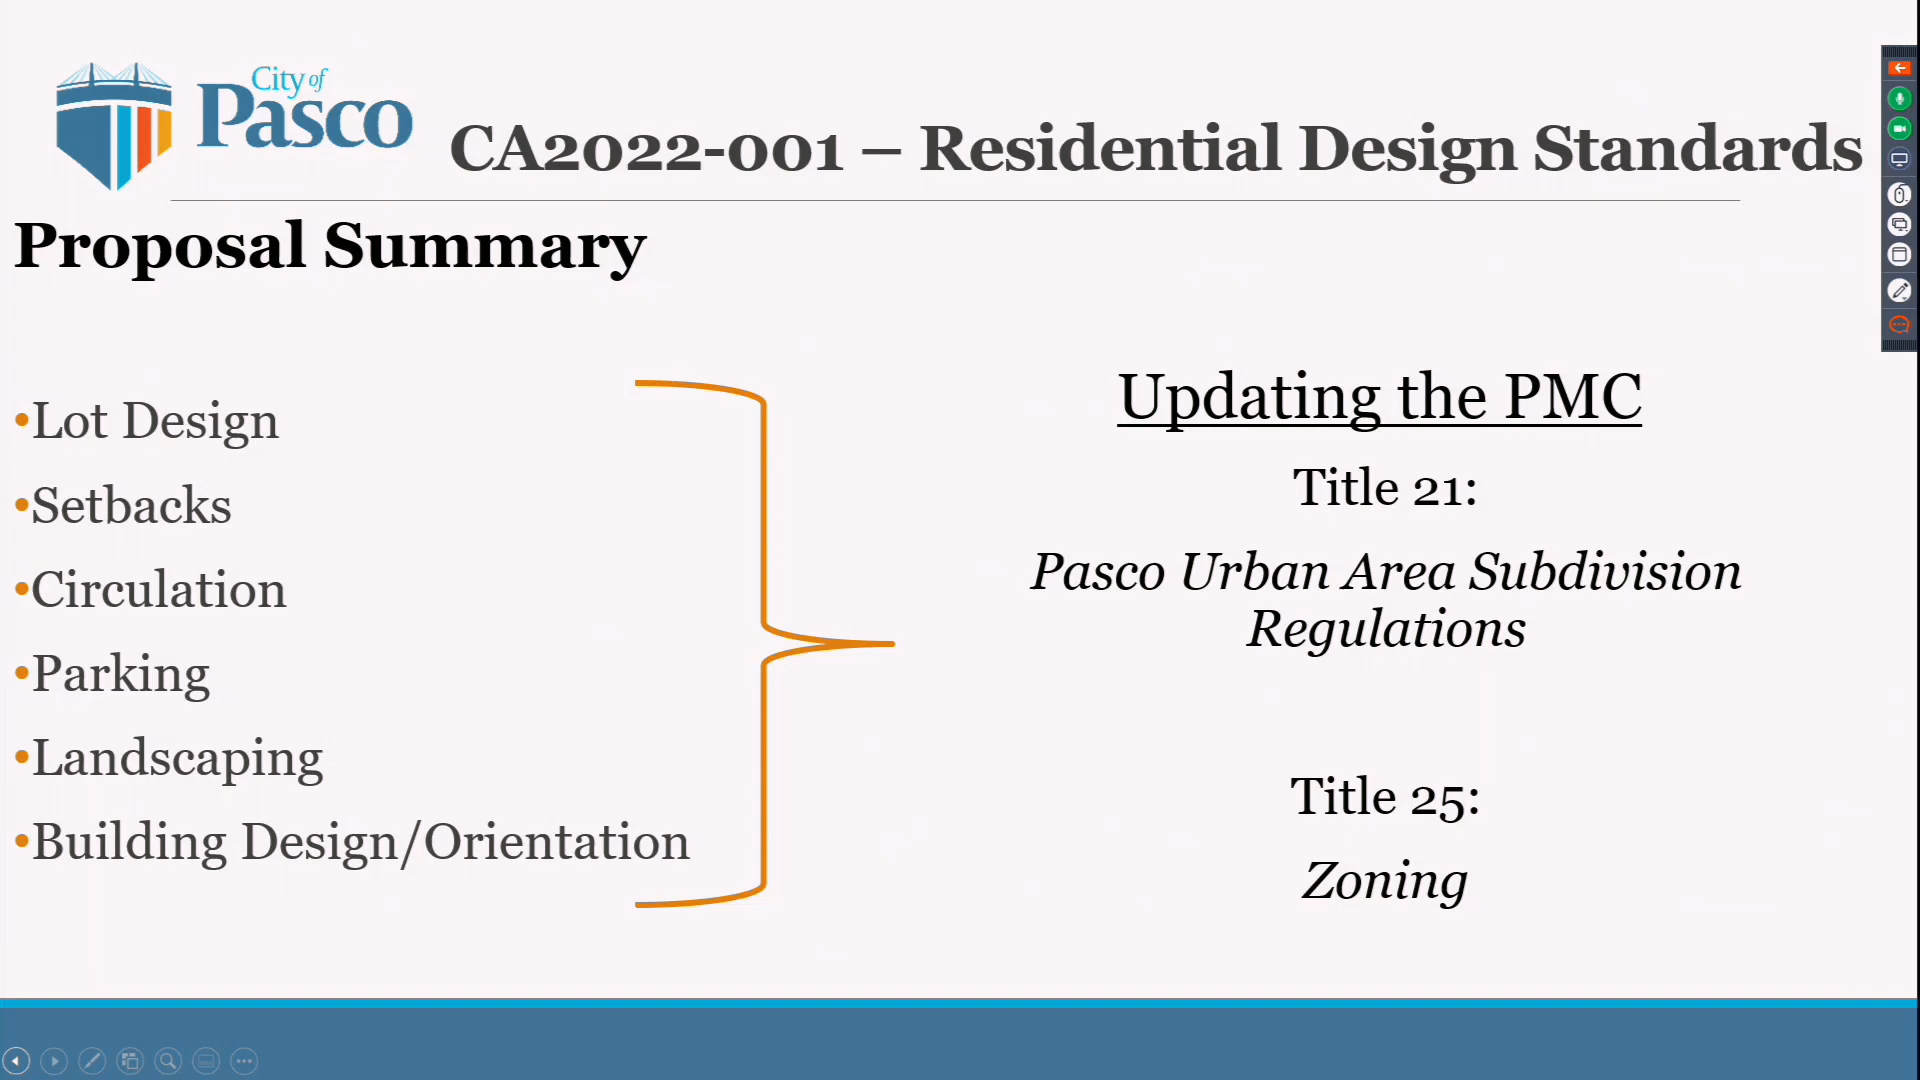 City of
Pasco
CA2022-001 – Residential Design Standards
Proposal Summary
•Lot Design
•Setbacks
•Circulation
•Parking
•Landscaping
•Building Design/Orientation
Updating the PMC
Title 21:
Pasco Urban Area Subdivision
Regulations
Title 25:
Zoning